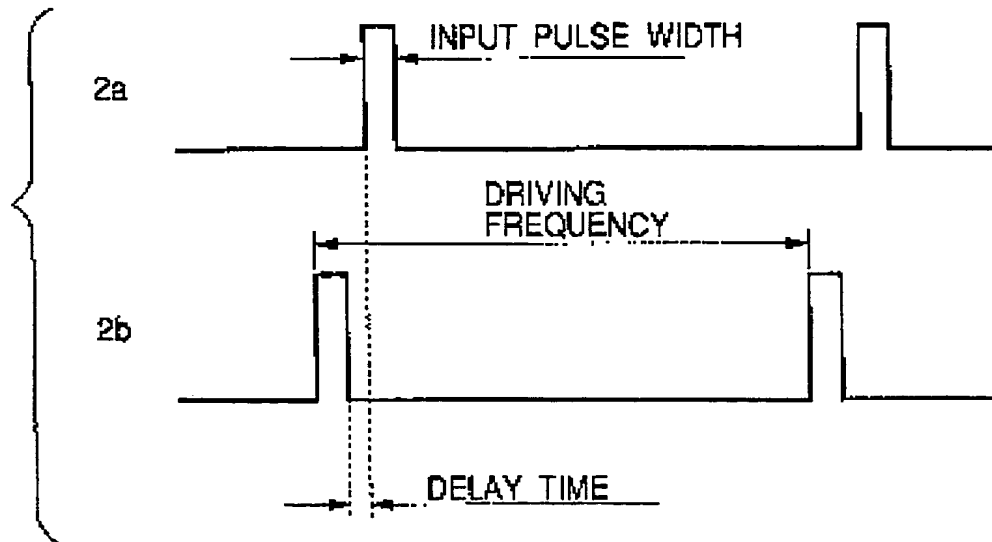 INPUT PULSE WIDTH
2a
DRIVING
FREQUENCY
2b
DELAY TIME